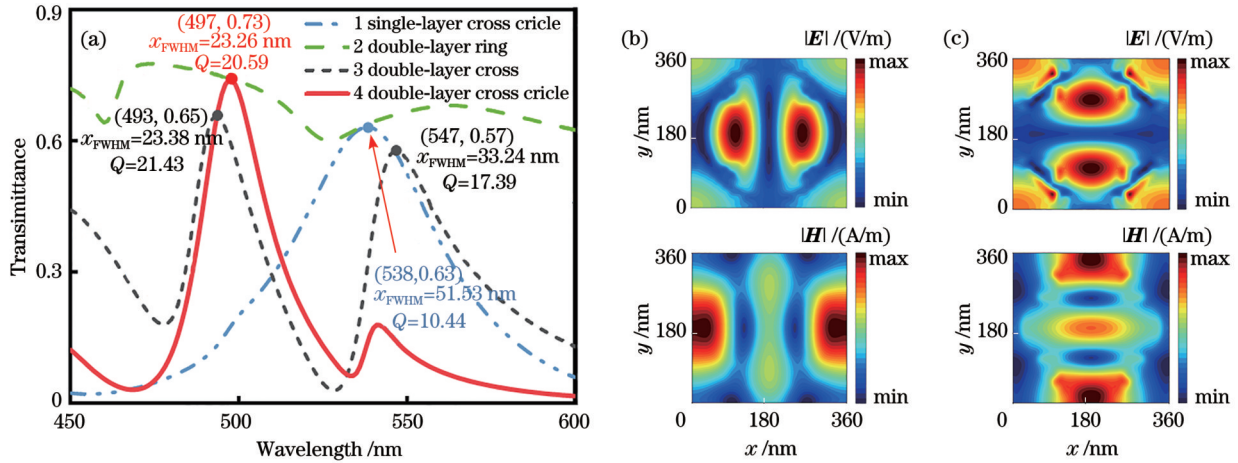 (a)
0.9
0.6
0.3
0
Transimittance
450
500
550
600
Wavelength /nm
(497, 0.73)
xFWHM=23.26 nm
Q=20.59
1 single-layer cross cricle
2 double-layer ring
3 double-layer cross
4 double-layer cross cricle
(493, 0.65)
xFWHM=23.38 nm
Q=21.43
(547, 0.57)
xFWHM=33.24 nm
Q=17.39
(538,0.63)
xFWHM=51.53 nm
Q=10.44
(b)
|E| /(V/m)
360
180
0
y/nm
max
min
|H| /(A/m)
360
180
0
180
360
y/nm
x /nm
max
min
(c)
|E| /(V/m)
360
180
0
y/nm
max
min
|H| /(A/m)
360
180
0
180
360
y/nm
x /nm
max
min